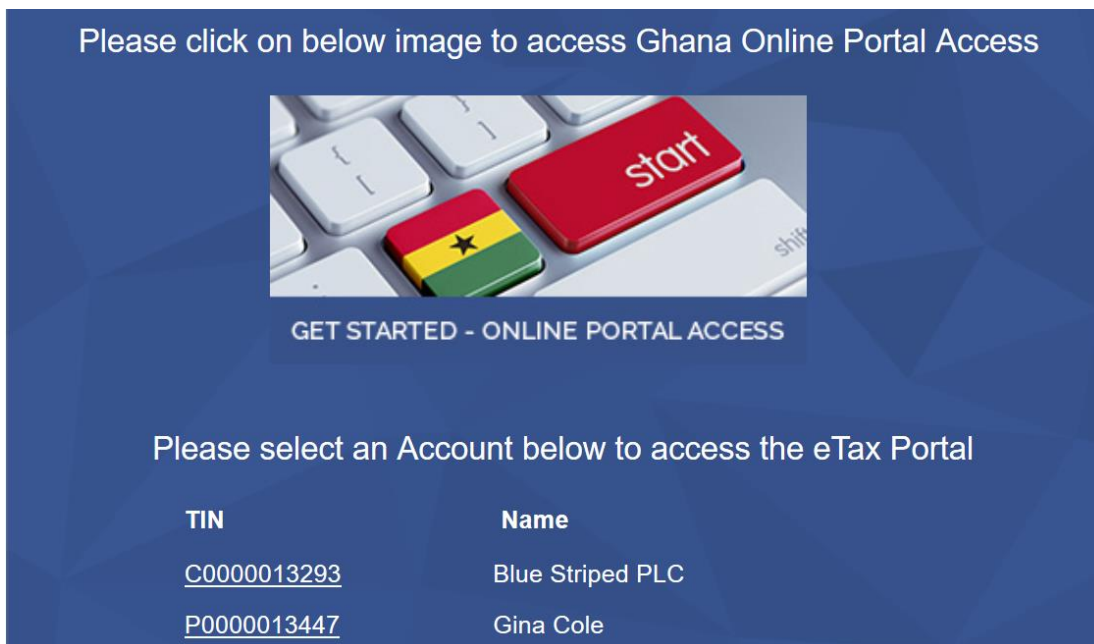 Please click on below image to access Ghana Online Portal Access
start
shift
GET STARTED - ONLINE PORTAL ACCESS
Please select an Account below to access the eTax Portal
TIN Name
C0000013293 Blue Striped PLC
P0000013447 Gina Cole